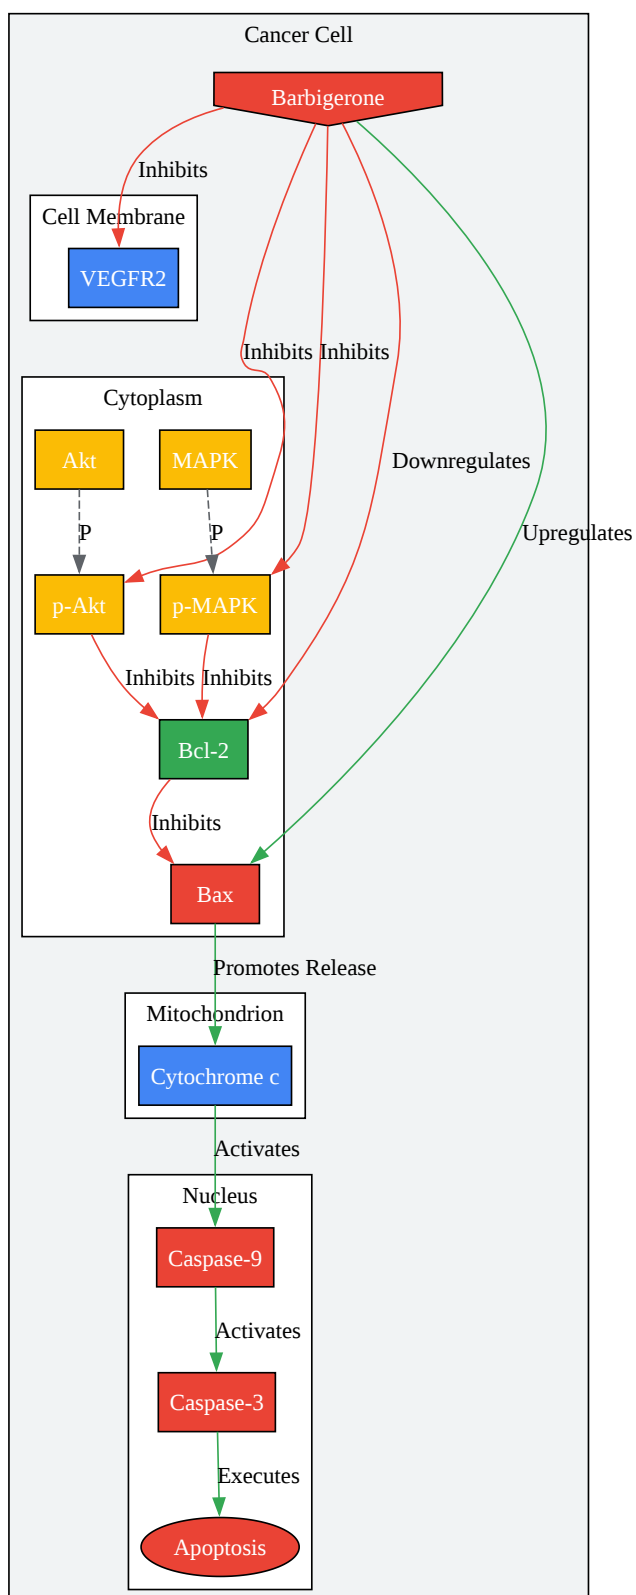 Cancer Cell
Barbigerone
Inhibits
Cell Membrane
VEGFR2
Inhibits
Inhibits
Cytoplasm
Akt
MAPK
Downregulates
P
P
Upregulates
p-Akt
p-MAPK
Inhibits
Inhibits
Bcl-2
Inhibits
Bax
Promotes Release
Mitochondrion
Cytochrome c
Activates
Nucleus
Caspase-9
Activates
Caspase-3
Executes
Apoptosis